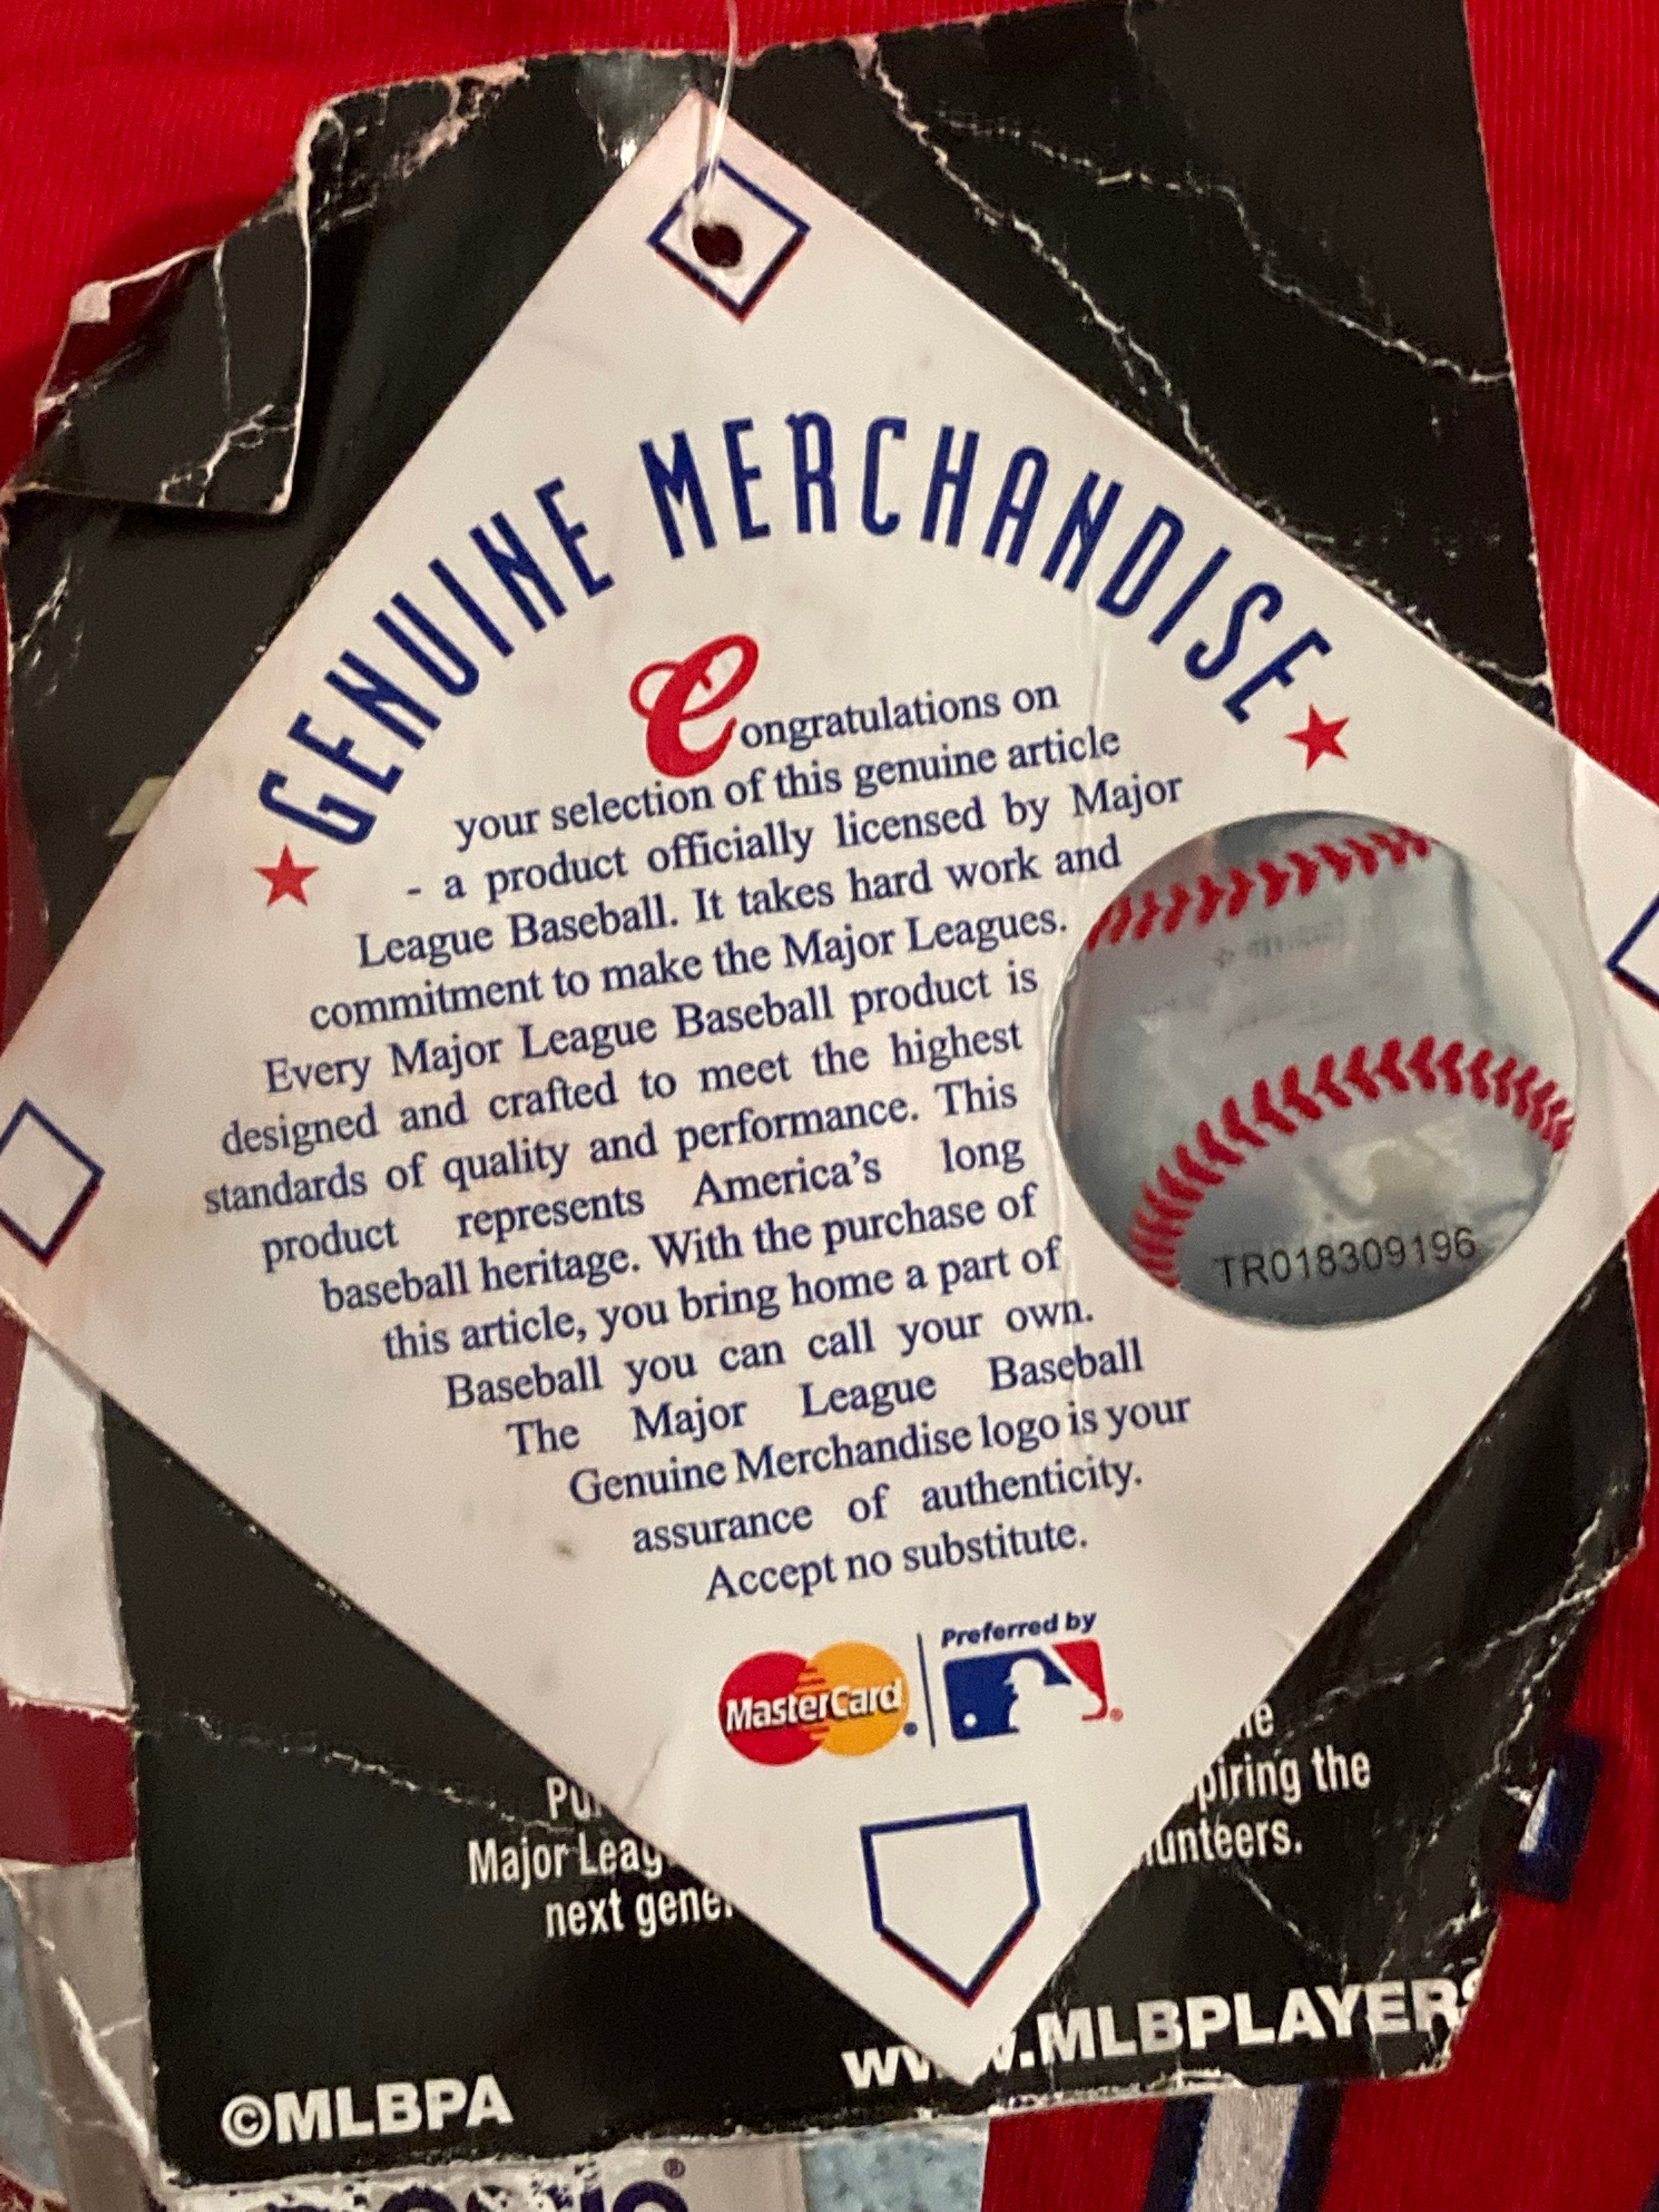 GENUINE MERCHANDISE
Congratulations on
your selection of this genuine article
- a product officially licensed by Major
League Baseball. It takes hard work and
commitment to make the Major Leagues.
Every Major League Baseball product is
designed and crafted to meet the highest
standards of quality and performance. This
product represents America's long
baseball heritage. With the purchase of
this article, you bring home a part of
Baseball you can call your own.
The Major League Baseball
Genuine Merchandise logo is your
assurance of authenticity.
Accept no substitute.
TR018309196
Preferred by
MasterCard
piring the
Major Leag
unteers.
next gene
.MLBPLAYERS
©MLBPA